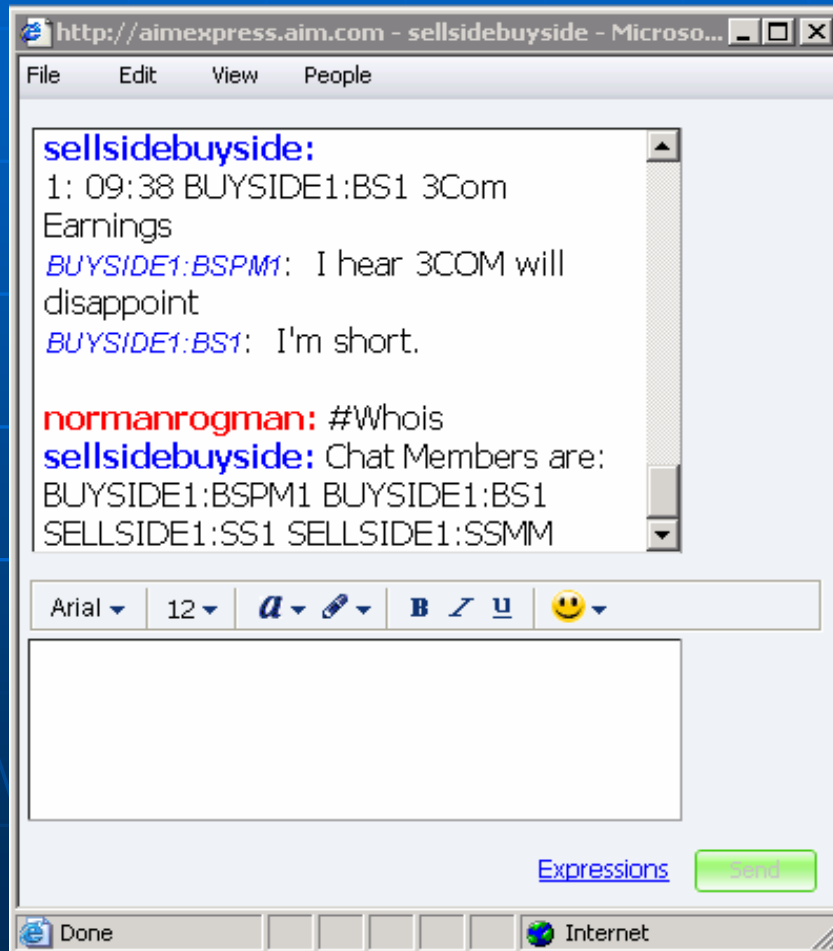 http://aimexpress.aim.com - sellsidebuyside - Microso...
File Edit View People
sellsidebuyside:
1: 09:38 BUYSIDE1:BS1 3Com
Earnings
BUYSIDE1:BSPM1: I hear 3COM will
disappoint
BUYSIDE1:BS1: I'm short.
normanrogman: #Whois
sellsidebuyside: Chat Members are:
BUYSIDE1:BSPM1 BUYSIDE1:BS1
SELLSIDE1:SS1 SELLSIDE1:SSMM
Arial 12 a B I U
Expressions Send
Done Internet